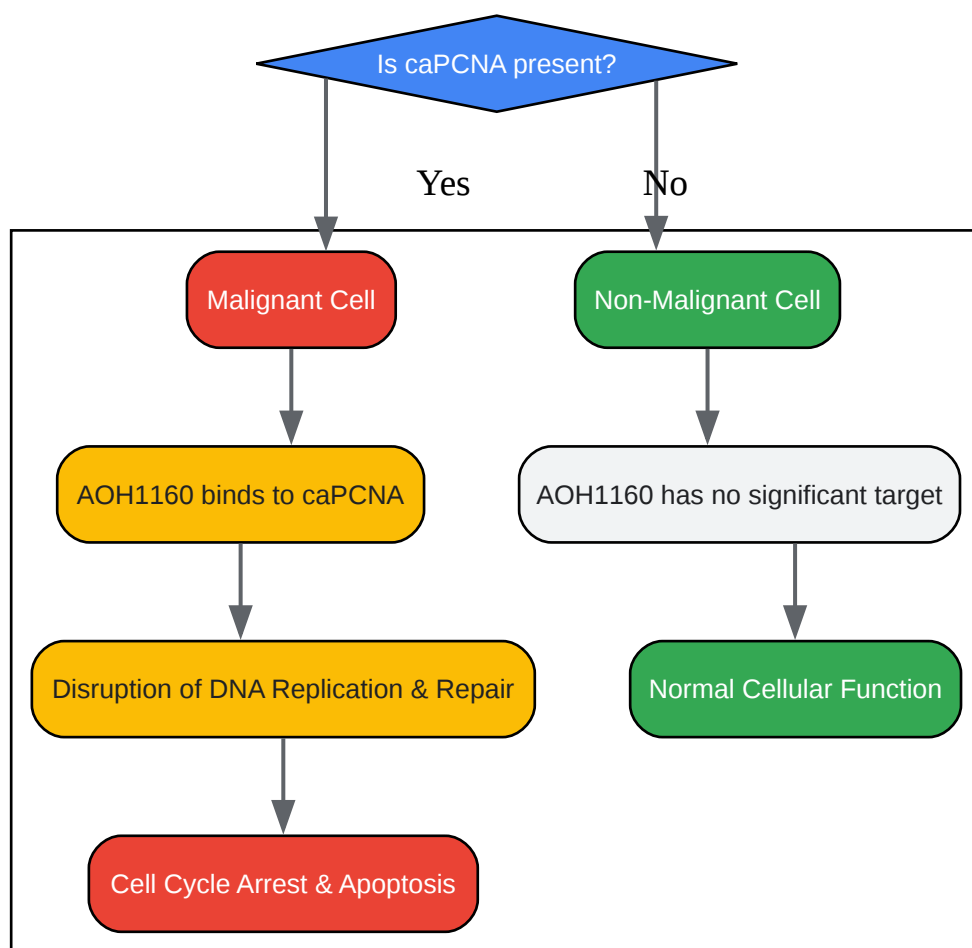 Is caPCNA present?
Yes
No
Malignant Cell
Non-Malignant Cell
AOH1160 binds to caPCNA
AOH1160 has no significant target
Disruption of DNA Replication & Repair
Normal Cellular Function
Cell Cycle Arrest & Apoptosis